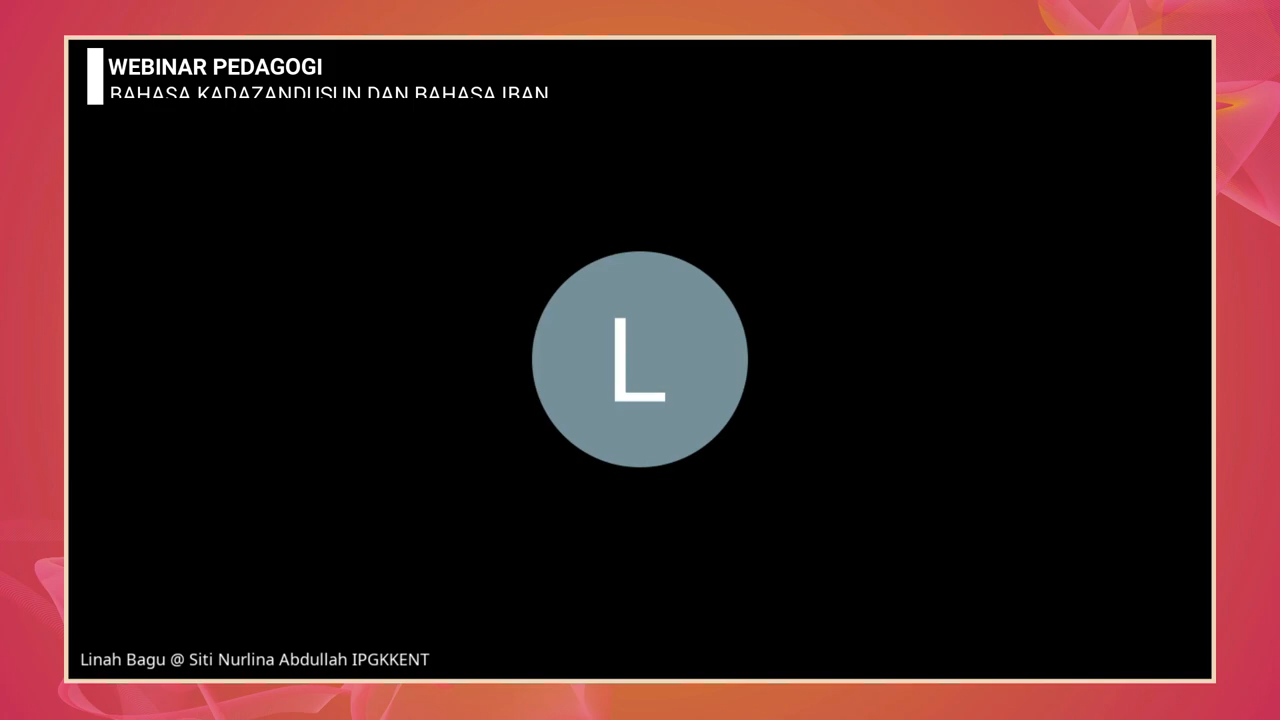 WEBINAR PEDAGOGI
BAHASA KADAZANDUSUN DAN BAHASA IBAN
L
Linah Bagu @ Siti Nurlina Abdullah IPGKKENT